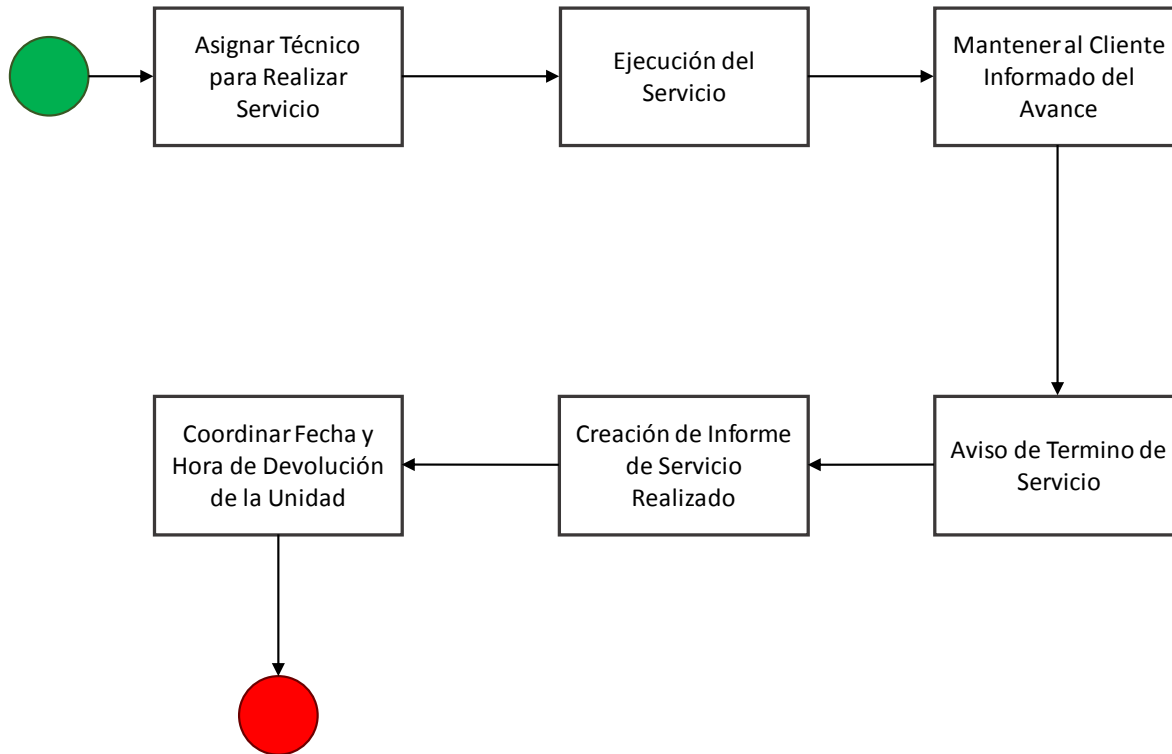 Asignar Técnico
para Realizar
Servicio
Ejecución del
Servicio
Mantener al Cliente
Informado del
Avance
Aviso de Termino de
Servicio
Creación de Informe
de Servicio
Realizado
Coordinar Fecha y
Hora de Devolución
de la Unidad